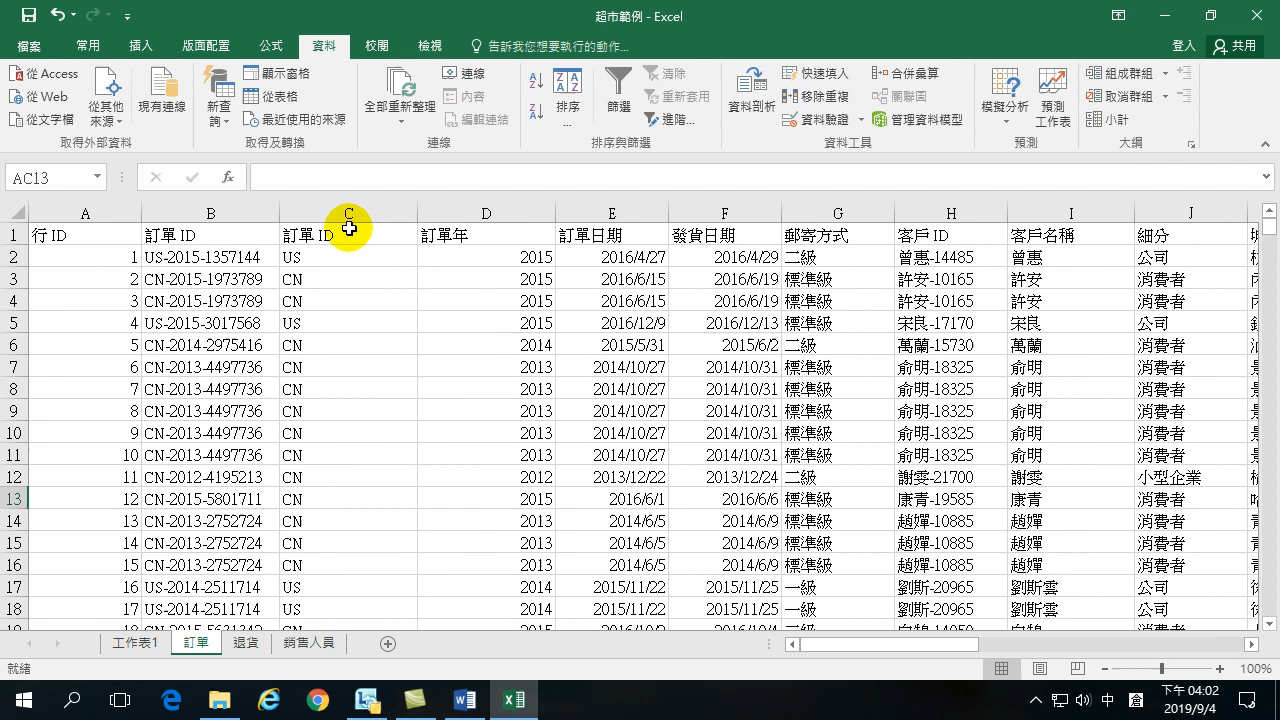 超市範例 - Excel
檔案 常用 插入 版面配置 公式 資料 校閱 檢視 告訴我您想要執行的動作... 登入 共用
從 Access 從 Web 從文字檔 從其他來源 現有連線 取得外部資料
新查詢 顯示窗格 從表格 最近使用的來源 取得及轉換
全部重新整理 連線 內容 編輯連結 連線
排序... 篩選 清除 重新套用 進階... 排序與篩選
資料剖析 快速填入 移除重複 資料驗證 合併彙算 關聯圖 管理資料模型 資料工具
模擬分析 預測工作表 預測
組成群組 取消群組 小計 大綱
AC13 fx
A B C D E F G H I J
1 行 ID 訂單 ID 訂單 ID 訂單年 訂單日期 發貨日期 郵寄方式 客戶 ID 客戶名稱 細分
2 1 US-2015-1357144 US 2015 2016/4/27 2016/4/29 二級 曾惠-14485 曾惠 公司
3 2 CN-2015-1973789 CN 2015 2016/6/15 2016/6/19 標準級 許安-10165 許安 消費者
4 3 CN-2015-1973789 CN 2015 2016/6/15 2016/6/19 標準級 許安-10165 許安 消費者
5 4 US-2015-3017568 US 2015 2016/12/9 2016/12/13 標準級 宋良-17170 宋良 公司
6 5 CN-2014-2975416 CN 2014 2015/5/31 2015/6/2 二級 萬蘭-15730 萬蘭 消費者
7 6 CN-2013-4497736 CN 2013 2014/10/27 2014/10/31 標準級 俞明-18325 俞明 消費者
8 7 CN-2013-4497736 CN 2013 2014/10/27 2014/10/31 標準級 俞明-18325 俞明 消費者
9 8 CN-2013-4497736 CN 2013 2014/10/27 2014/10/31 標準級 俞明-18325 俞明 消費者
10 9 CN-2013-4497736 CN 2013 2014/10/27 2014/10/31 標準級 俞明-18325 俞明 消費者
11 10 CN-2013-4497736 CN 2013 2014/10/27 2014/10/31 標準級 俞明-18325 俞明 消費者
12 11 CN-2012-4195213 CN 2012 2013/12/22 2013/12/24 二級 謝雯-21700 謝雯 小型企業
13 12 CN-2015-5801711 CN 2015 2016/6/1 2016/6/6 標準級 康青-19585 康青 消費者
14 13 CN-2013-2752724 CN 2013 2014/6/5 2014/6/9 標準級 趙嬋-10885 趙嬋 消費者
15 14 CN-2013-2752724 CN 2013 2014/6/5 2014/6/9 標準級 趙嬋-10885 趙嬋 消費者
16 15 CN-2013-2752724 CN 2013 2014/6/5 2014/6/9 標準級 趙嬋-10885 趙嬋 消費者
17 16 US-2014-2511714 US 2014 2015/11/22 2015/11/25 一級 劉斯-20965 劉斯雲 公司
18 17 US-2014-2511714 US 2014 2015/11/22 2015/11/25 一級 劉斯-20965 劉斯雲 公司
工作表1 訂單 退貨 銷售人員
就緒 100%
中 下午 04:02
2019/9/4